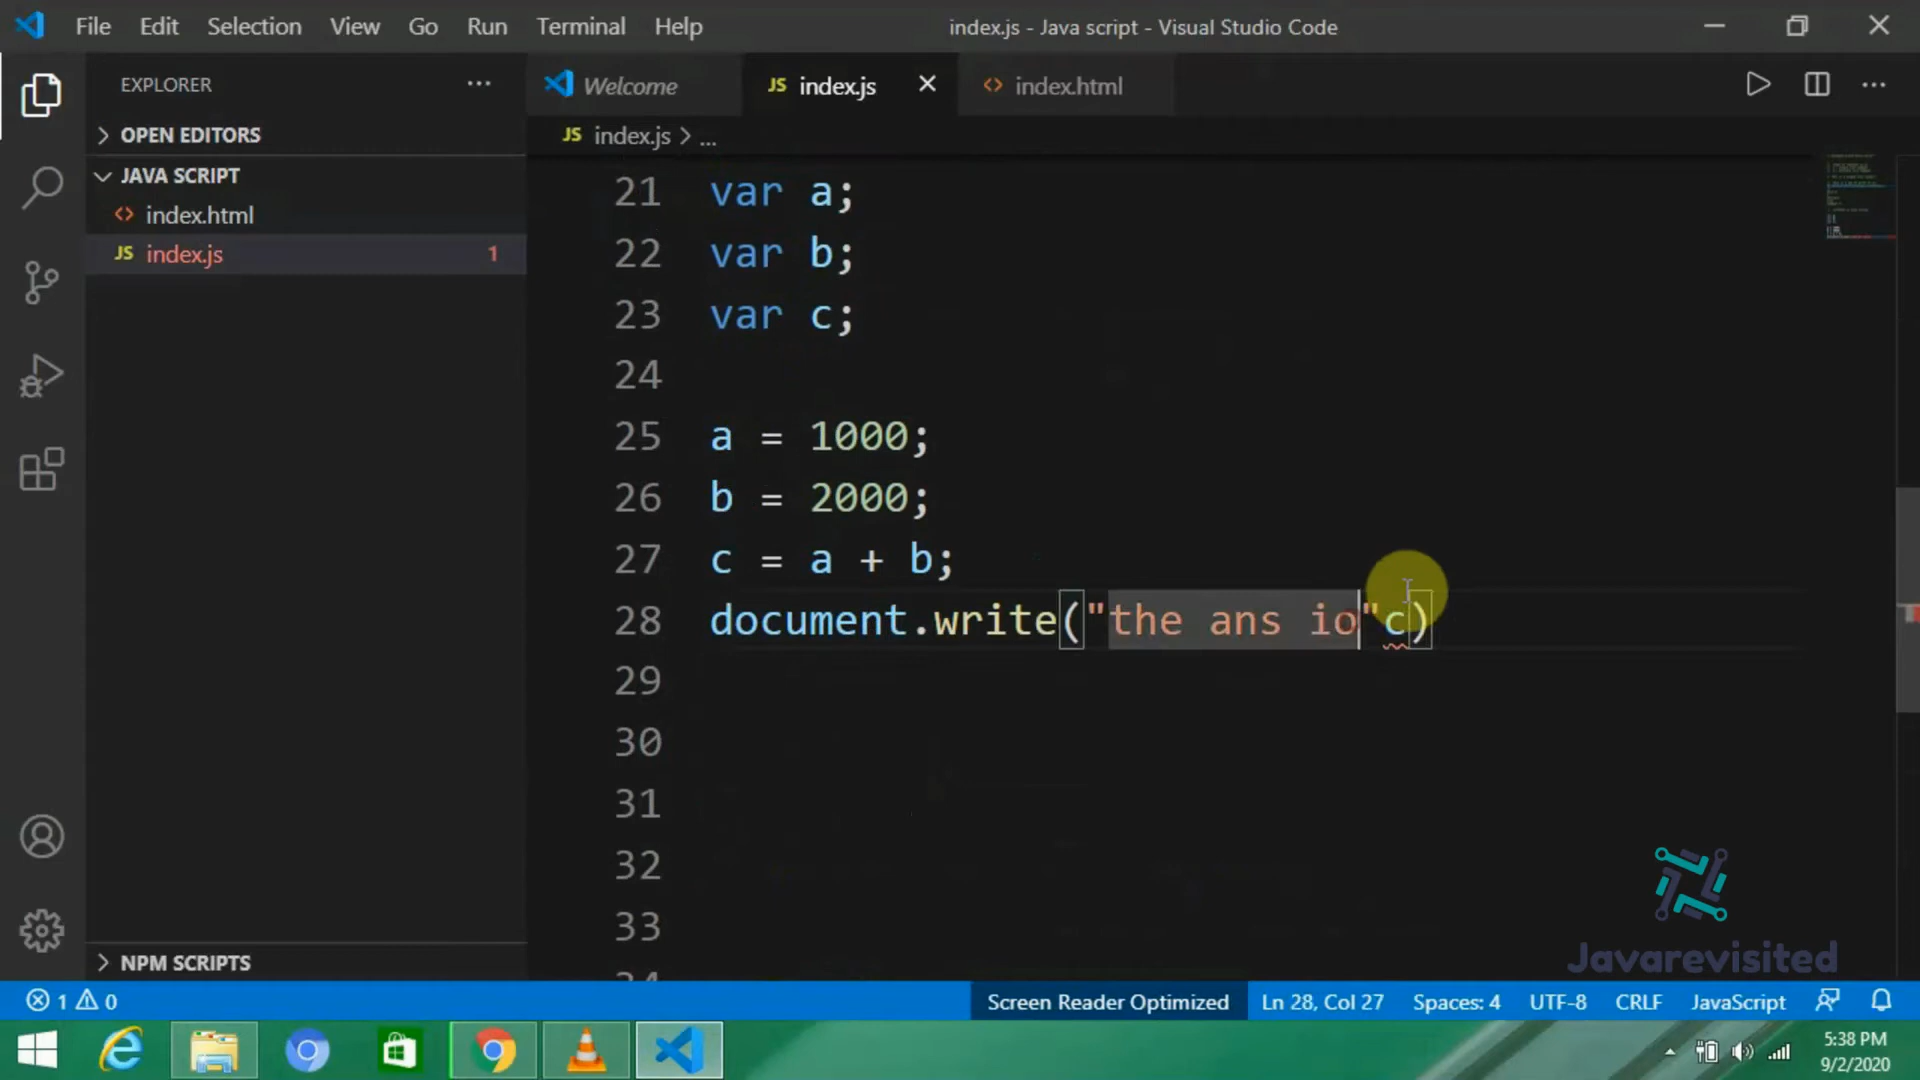 File Edit Selection View Go Run Terminal Help
index.js - Java script - Visual Studio Code
EXPLORER ...
Welcome
JS index.js
<> index.html
OPEN EDITORS
JS index.js > ...
JAVA SCRIPT
<> index.html
JS index.js 1
21 var a;
22 var b;
23 var c;
24
25 a = 1000;
26 b = 2000;
27 c = a + b;
28 document.write("the ans io"c)
29
30
31
32
33
34
NPM SCRIPTS
Javarevisited
1 0
Screen Reader Optimized Ln 28, Col 27 Spaces: 4 UTF-8 CRLF JavaScript
5:38 PM
9/2/2020